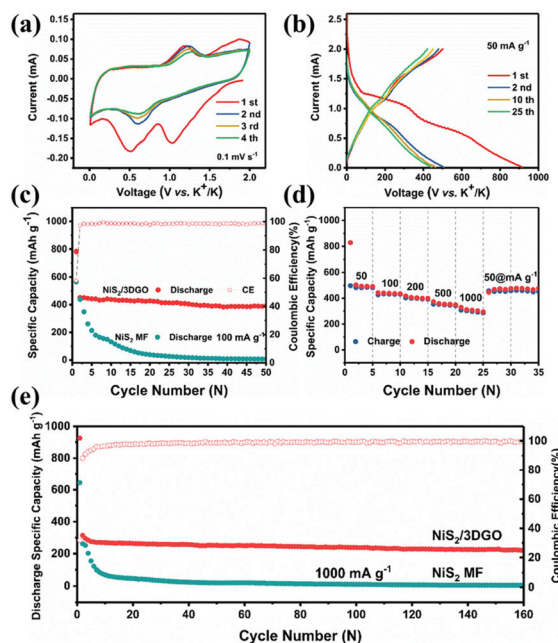 (a)
0.10
0.05
0.00
0.05
-0.10
-0.15
-0.20
Current (mA)
1 st
2 nd
3 rd
4 th
0.1 mV s⁻¹
0.0 0.5 1.0 1.5 2.0
Voltage (V vs. K⁺/K)
(b)
2.5
2.0
1.5
1.0
0.5
0.0
Current (mA)
50 mA g⁻¹
1 st
2 nd
10 th
25 th
0 200 400 600 800 1000
Voltage (V vs. K⁺/K)
(c)
1000
800
600
400
200
0
Specific Capacity (mAh g⁻¹)
NiS₂/3DGO Discharge CE
NiS₂ MF Discharge 100 mA g⁻¹
100
80
60
40
20
0
Coulombic Efficiency(%)
0 5 10 15 20 25 30 35 40 45 50
Cycle Number (N)
(d)
1000
800
600
400
200
0
Specific Capacity (mAh g⁻¹)
50 100 200 500 1000 50@mA g⁻¹
Charge Discharge
0 5 10 15 20 25 30 35
Cycle Number (N)
(e)
1000
800
600
400
200
0
Discharge Specific Capacity (mAh g⁻¹)
NiS₂/3DGO
1000 mA g⁻¹ NiS₂ MF
100
80
60
40
20
0
Coulombic Efficiency(%)
0 20 40 60 80 100 120 140 160
Cycle Number (N)